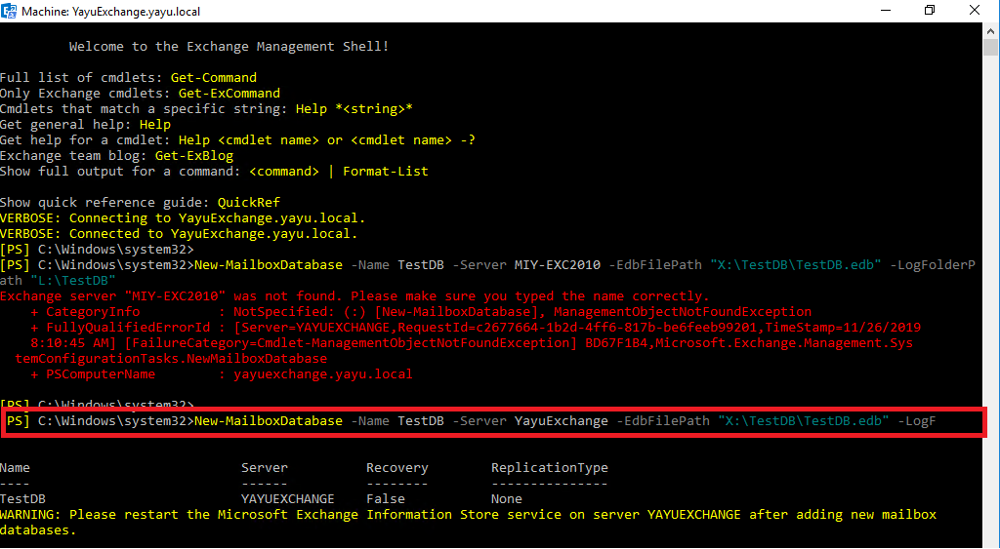 Machine: YayuExchange.yayu.local
Welcome to the Exchange Management Shell!
Full list of cmdlets: Get-Command
Only Exchange cmdlets: Get-ExCommand
Cmdlets that match a specific string: Help *<string>*
Get general help: Help
Get help for a cmdlet: Help <cmdlet name> or <cmdlet name> -?
Exchange team blog: Get-ExBlog
Show full output for a command: <command> | Format-List
Show quick reference guide: QuickRef
VERBOSE: Connecting to YayuExchange.yayu.local.
VERBOSE: Connected to YayuExchange.yayu.local.
[PS] C:\Windows\system32>
[PS] C:\Windows\system32>New-MailboxDatabase -Name TestDB -Server MIY-EXC2010 -EdbFilePath "X:\TestDB\TestDB.edb" -LogFolderP
ath "L:\TestDB"
Exchange server "MIY-EXC2010" was not found. Please make sure you typed the name correctly.
+ CategoryInfo : NotSpecified: (:) [New-MailboxDatabase], ManagementObjectNotFoundException
+ FullyQualifiedErrorId : [Server=YAYUEXCHANGE,RequestId=c2677664-1b2d-4ff6-817b-be6feeb99201,TimeStamp=11/26/2019
8:10:45 AM] [FailureCategory=Cmdlet-ManagementObjectNotFoundException] BD67F1B4,Microsoft.Exchange.Management.Sys
temConfigurationTasks.NewMailboxDatabase
+ PSComputerName : yayuexchange.yayu.local
[PS] C:\Windows\system32>
PS] C:\Windows\system32>New-MailboxDatabase -Name TestDB -Server YayuExchange -EdbFilePath "X:\TestDB\TestDB.edb" -LogF
Name Server Recovery ReplicationType
---- ------ -------- ---------------
TestDB YAYUEXCHANGE False None
WARNING: Please restart the Microsoft Exchange Information Store service on server YAYUEXCHANGE after adding new mailbox
databases.